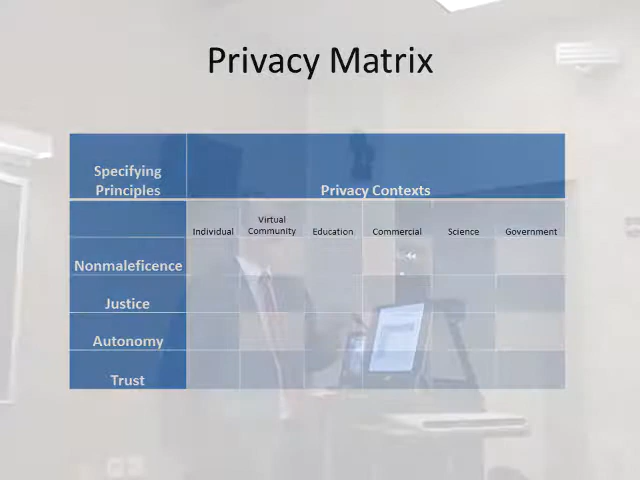 Privacy Matrix
Specifying
Principles
Privacy Contexts
Individual
Virtual
Community
Education
Commercial
Science
Government
Nonmaleficence
Justice
Autonomy
Trust